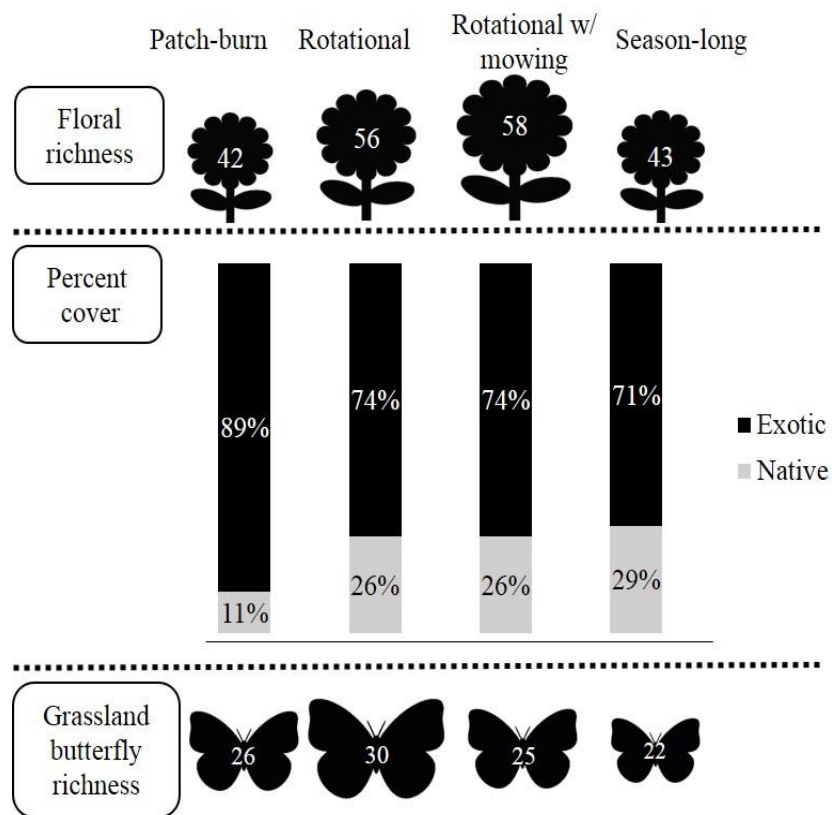 Patch-burn Rotational Rotational w/ mowing Season-long
Floral
richness
42 56 58 43
Percent
cover
89% 74% 74% 71%
Exotic
Native
11% 26% 26% 29%
Grassland
butterfly
richness
26 30 25 22